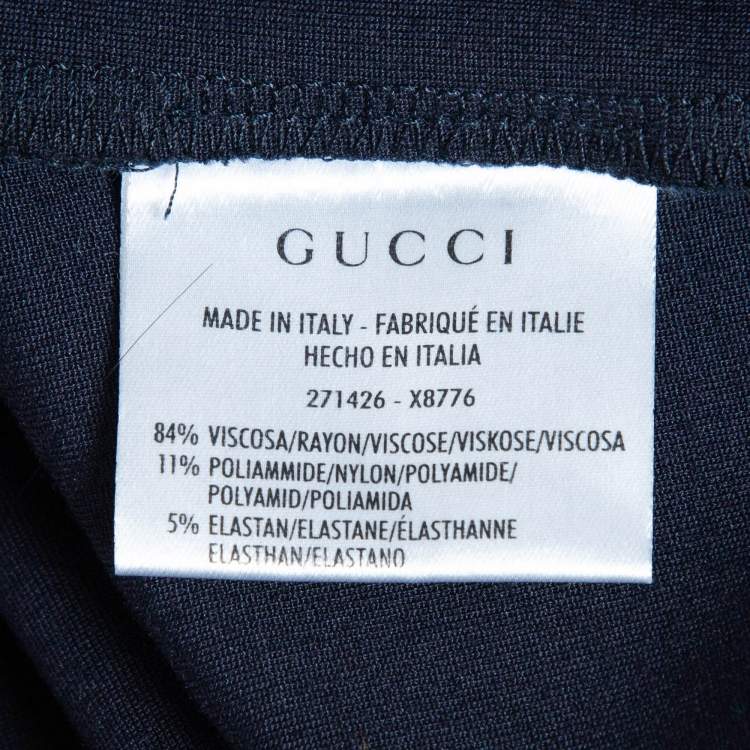 GUCCI
MADE IN ITALY - FABRIQUÉ EN ITALIE
HECHO EN ITALIA
271426 - X8776
84% VISCOSA/RAYON/VISCOSE/VISKOSE/VISCOSA
11% POLIAMMIDE/NYLON/POLYAMIDE/
POLYAMID/POLIAMIDA
5% ELASTAN/ELASTANE/ÉLASTHANNE
ELASTHAN/ELASTANO